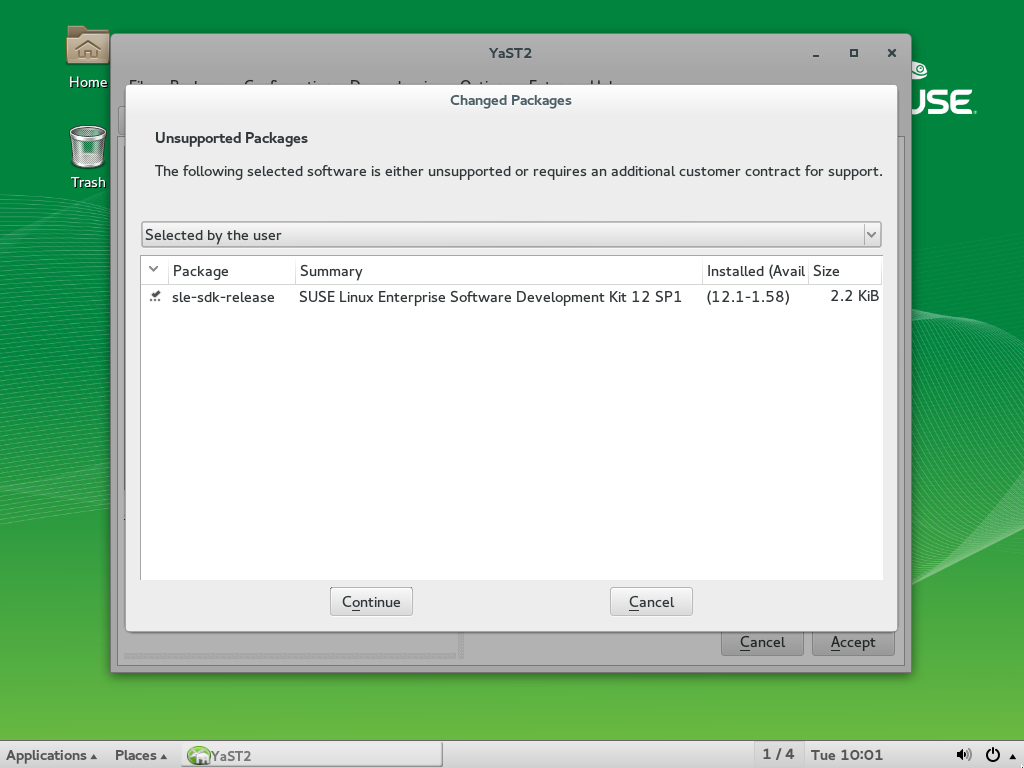 Home
Trash
YaST2
Changed Packages
Unsupported Packages
The following selected software is either unsupported or requires an additional customer contract for support.
Selected by the user
Package Summary Installed (Avail Size
sle-sdk-release SUSE Linux Enterprise Software Development Kit 12 SP1 (12.1-1.58) 2.2 KiB
Continue Cancel
Cancel Accept
Applications Places YaST2 1 / 4 Tue 10:01